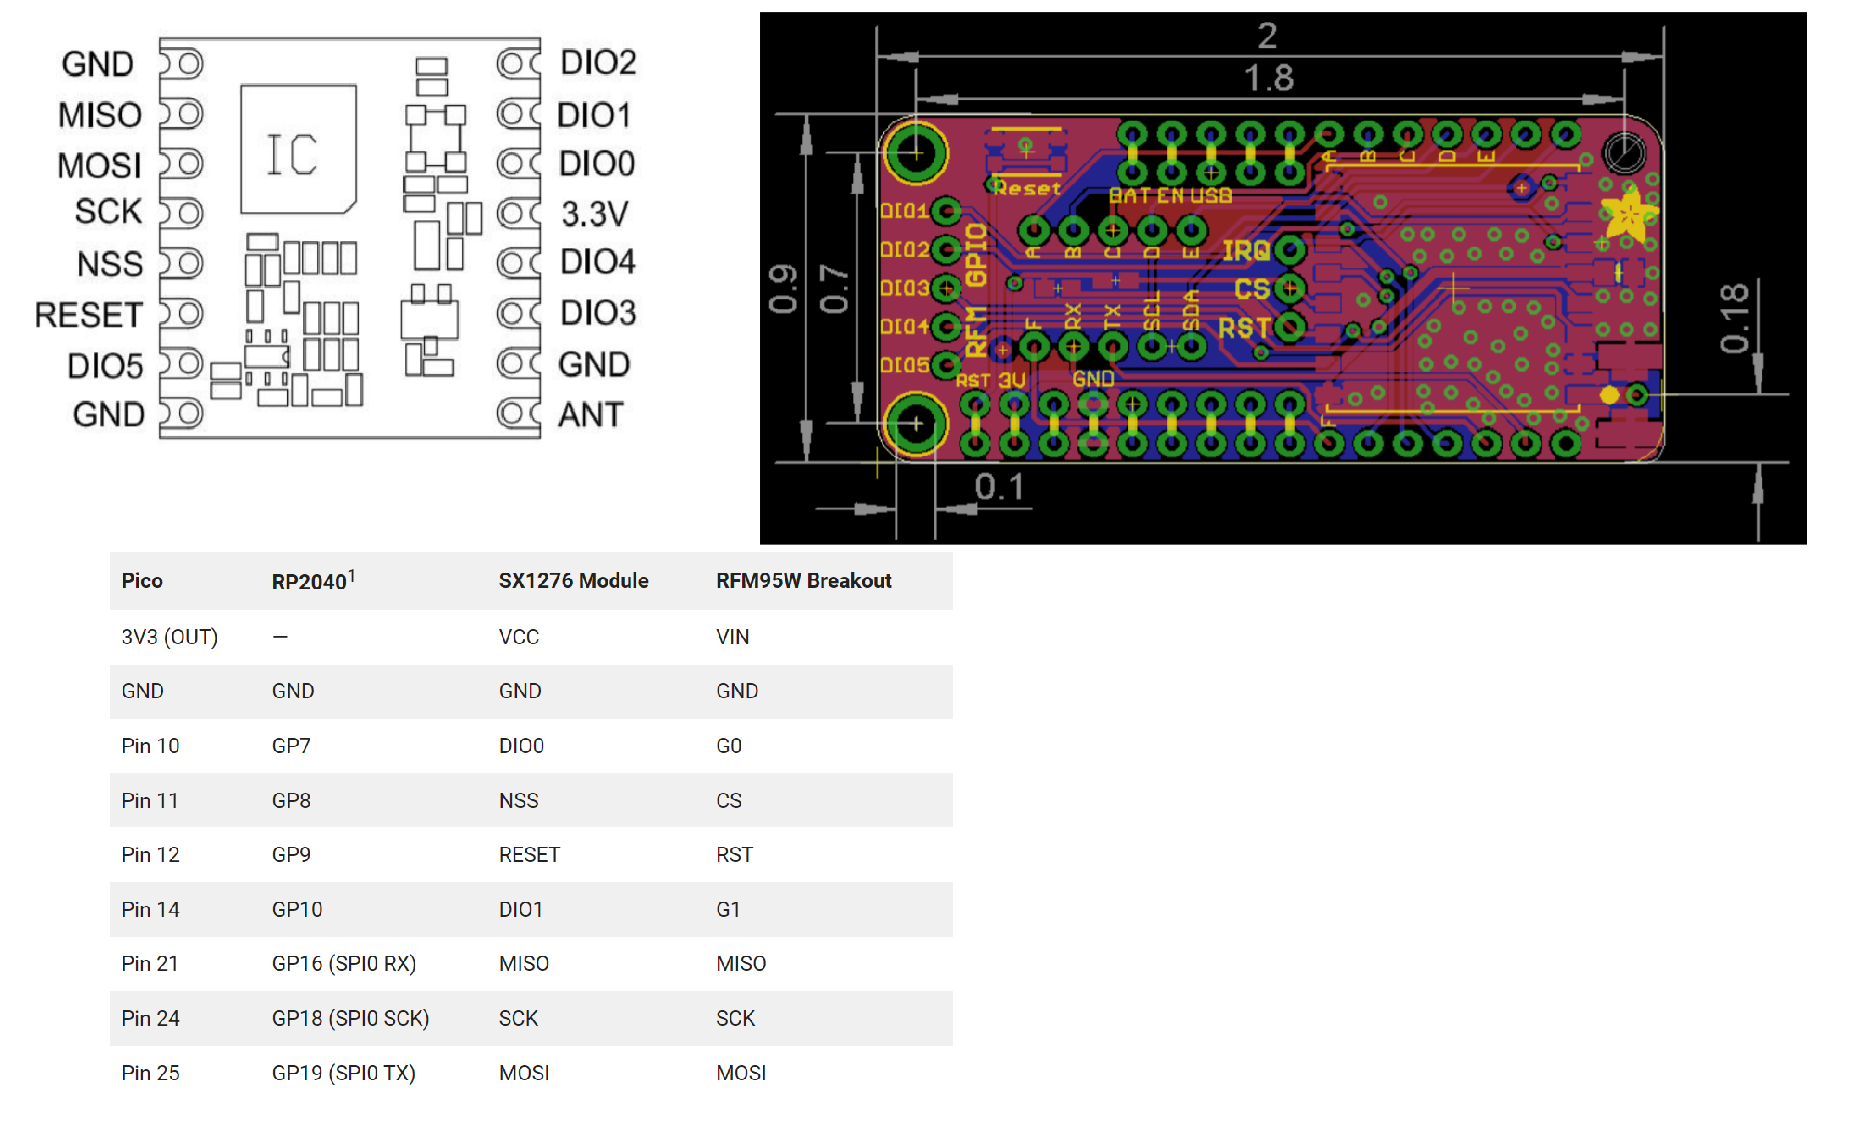 GND
MISO
MOSI
SCK
NSS
RESET
DIO5
GND
IC
DIO2
DIO1
DIO0
3.3V
DIO4
DIO3
GND
ANT
2
1.8
0.9
0.7
0.18
0.1
Reset
BAT EN USB
A B C D E
DIO1
DIO2
DIO3
DIO4
DIO5
RFM GPIO
A B C D E
IRQ
CS
RST
F RX TX SCL SDA
RST 3V GND
F
Pico RP2040¹ SX1276 Module RFM95W Breakout
3V3 (OUT) — VCC VIN
GND GND GND GND
Pin 10 GP7 DIO0 G0
Pin 11 GP8 NSS CS
Pin 12 GP9 RESET RST
Pin 14 GP10 DIO1 G1
Pin 21 GP16 (SPI0 RX) MISO MISO
Pin 24 GP18 (SPI0 SCK) SCK SCK
Pin 25 GP19 (SPI0 TX) MOSI MOSI